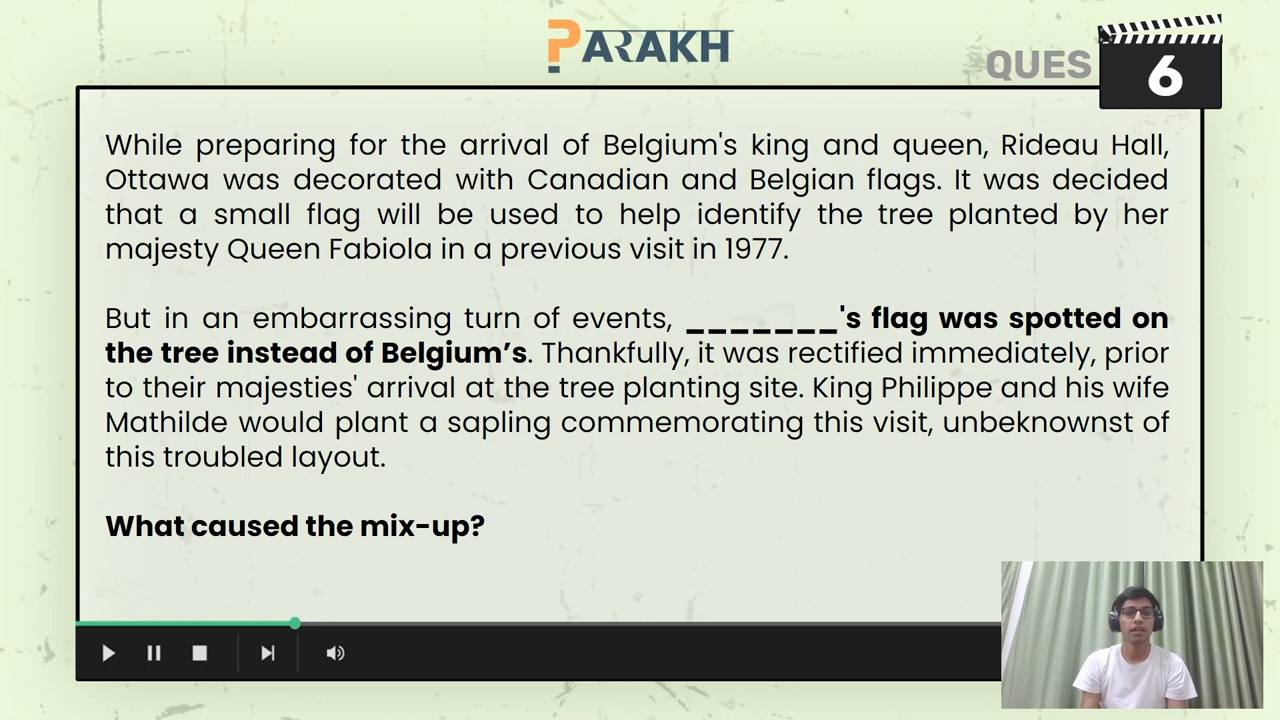 PARAKH
QUES
6
While preparing for the arrival of Belgium's king and queen, Rideau Hall,
Ottawa was decorated with Canadian and Belgian flags. It was decided
that a small flag will be used to help identify the tree planted by her
majesty Queen Fabiola in a previous visit in 1977.
But in an embarrassing turn of events, _______'s flag was spotted on
the tree instead of Belgium’s. Thankfully, it was rectified immediately, prior
to their majesties' arrival at the tree planting site. King Philippe and his wife
Mathilde would plant a sapling commemorating this visit, unbeknownst of
this troubled layout.
What caused the mix-up?